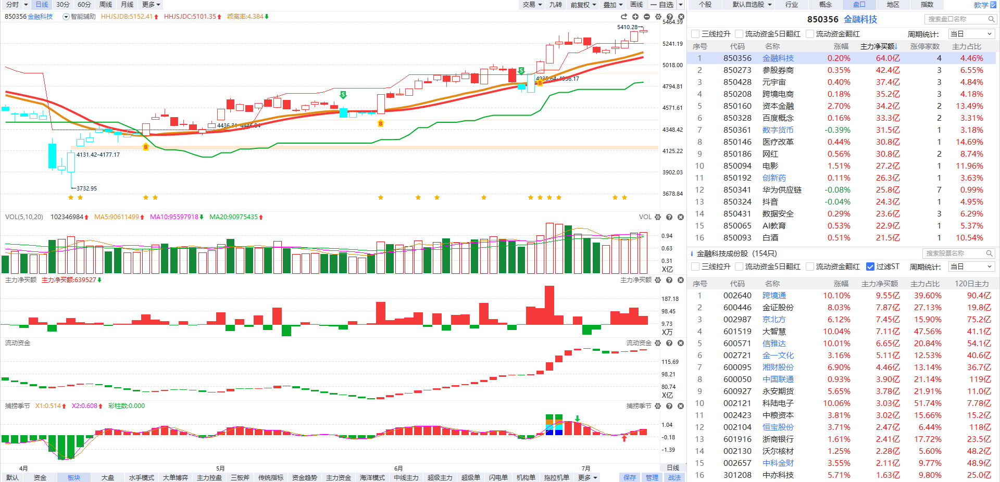 分时 日线 30分 60分 周线 月线 更多 交易 九转 前复权 叠加 画线 一 自选 个股 默认自选股 行业 概念 盘口 地区 指数 教学
850356 金融科技 智能辅助 HHJSJDB:5152.41 HHJSJDC:5101.35 乖离率:4.384
5464.39
5410.28
5241.19
5018.00
4794.81
4571.61
4348.42
4125.22
3902.03
3678.84
S
S
4935.64-4956.17
B
B
4436.31-4446.84
B
4131.42-4177.17
3732.95
VOL(5,10,20) 102346984 MA5:90611499 MA10:95597918 MA20:90975435 VOL
0.94
0.63
0.31
X亿
主力净买额 主力净买额:639527 主力净买额
187.18
98.45
9.73
X万
流动资金 流动资金
115.69
98.21
80.74
X亿
捕捞季节 X1:0.514 X2:0.608 彩柱数:0.000 捕捞季节
1.04
-0.18
-1.39
4月 5月 6月 7月 日线
默认 资金 板块 大盘 水手模式 大单博弈 主力控盘 三板斧 传统指标 资金趋势 主力资金 海洋模式 中线主力 超级主力 超级单 闪电单 机构单 拖拉机单 更多 保存 管理 战法
850356 金融科技 搜索盘口名称
三线拉升 流动资金5日翻红 流动资金翻红 周期统计: 当日
序号 代码 名称 涨幅 主力净买额↓ 涨停家数 主力占比
1 850356 金融科技 0.20% 64.0亿 4 4.46%
2 850273 参股券商 0.35% 42.4亿 3 6.55%
3 850428 元宇宙 0.40% 37.4亿 3 4.84%
4 850208 跨境电商 0.18% 35.2亿 3 4.18%
5 850160 资本金融 2.70% 34.2亿 2 13.49%
6 850328 百度概念 0.16% 33.3亿 2 3.31%
7 850361 数字货币 -0.39% 31.5亿 1 3.18%
8 850146 医疗改革 0.44% 30.8亿 1 14.69%
9 850186 网红 0.56% 30.8亿 2 8.74%
10 850094 电影 1.51% 27.2亿 1 11.96%
11 850192 创新药 0.11% 26.3亿 1 3.63%
12 850341 华为供应链 -0.08% 25.8亿 7 0.99%
13 850324 抖音 -0.04% 24.3亿 1 4.95%
14 850431 数据安全 0.29% 23.6亿 3 6.29%
15 850065 AI教育 0.53% 22.9亿 1 5.37%
16 850093 白酒 0.51% 21.5亿 1 10.54%
金融科技成份股 (154只) 搜索股票名称
三线拉升 流动资金5日翻红 流动资金翻红 过滤ST 周期统计: 当日
序号 代码 名称 涨幅 主力净买额 主力占比 120日主力
1 002640 跨境通 10.10% 9.55亿 39.60% 90.4亿
2 600446 金证股份 8.03% 7.87亿 27.13% 19.8亿
3 002987 京北方 6.12% 7.45亿 15.90% 75.2亿
4 601519 大智慧 10.04% 7.11亿 47.56% 41.1亿
5 600571 信雅达 10.01% 6.65亿 20.84% 54.1亿
6 002721 金一文化 3.16% 5.11亿 12.53% 40.6亿
7 600095 湘财股份 6.90% 4.46亿 13.14% 36.7亿
8 600050 中国联通 0.93% 3.90亿 21.14% 119亿
9 600927 永安期货 5.65% 3.78亿 21.91% 11.0亿
10 002121 科陆电子 10.06% 3.03亿 51.74% 7.78亿
11 002423 中粮资本 3.81% 3.02亿 15.66% 15.2亿
12 002104 恒宝股份 3.71% 2.47亿 6.44% 118亿
13 601916 浙商银行 1.61% 2.41亿 17.72% 23.5亿
14 002130 沃尔核材 1.25% 2.28亿 5.60% 48.2亿
15 002657 中科金财 3.55% 2.11亿 9.77% 48.9亿
16 301208 中亦科技 5.71% 1.63亿 9.80% 25.0亿